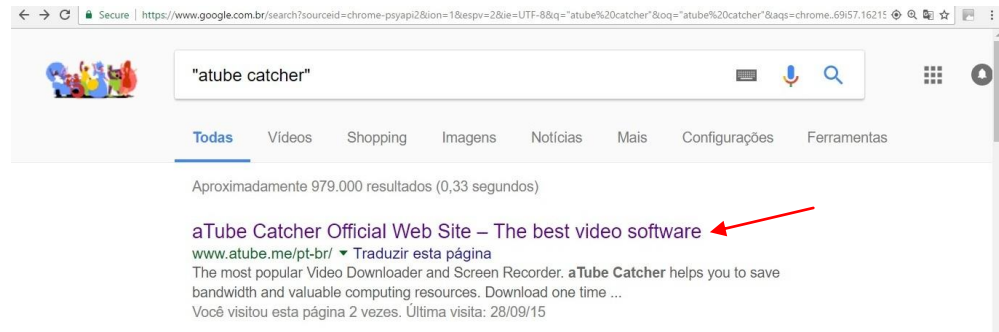 Secure https://www.google.com.br/search?sourceid=chrome-psyapi2&ion=1&espv=2&ie=UTF-8&q="atube%20catcher"&oq="atube%20catcher"&aqs=chrome..69i57.16215
"atube catcher"
Todas Vídeos Shopping Imagens Notícias Mais Configurações Ferramentas
Aproximadamente 979.000 resultados (0,33 segundos)
aTube Catcher Official Web Site – The best video software
www.atube.me/pt-br/ ▼ Traduzir esta página
The most popular Video Downloader and Screen Recorder. aTube Catcher helps you to save
bandwidth and valuable computing resources. Download one time ...
Você visitou esta página 2 vezes. Última visita: 28/09/15